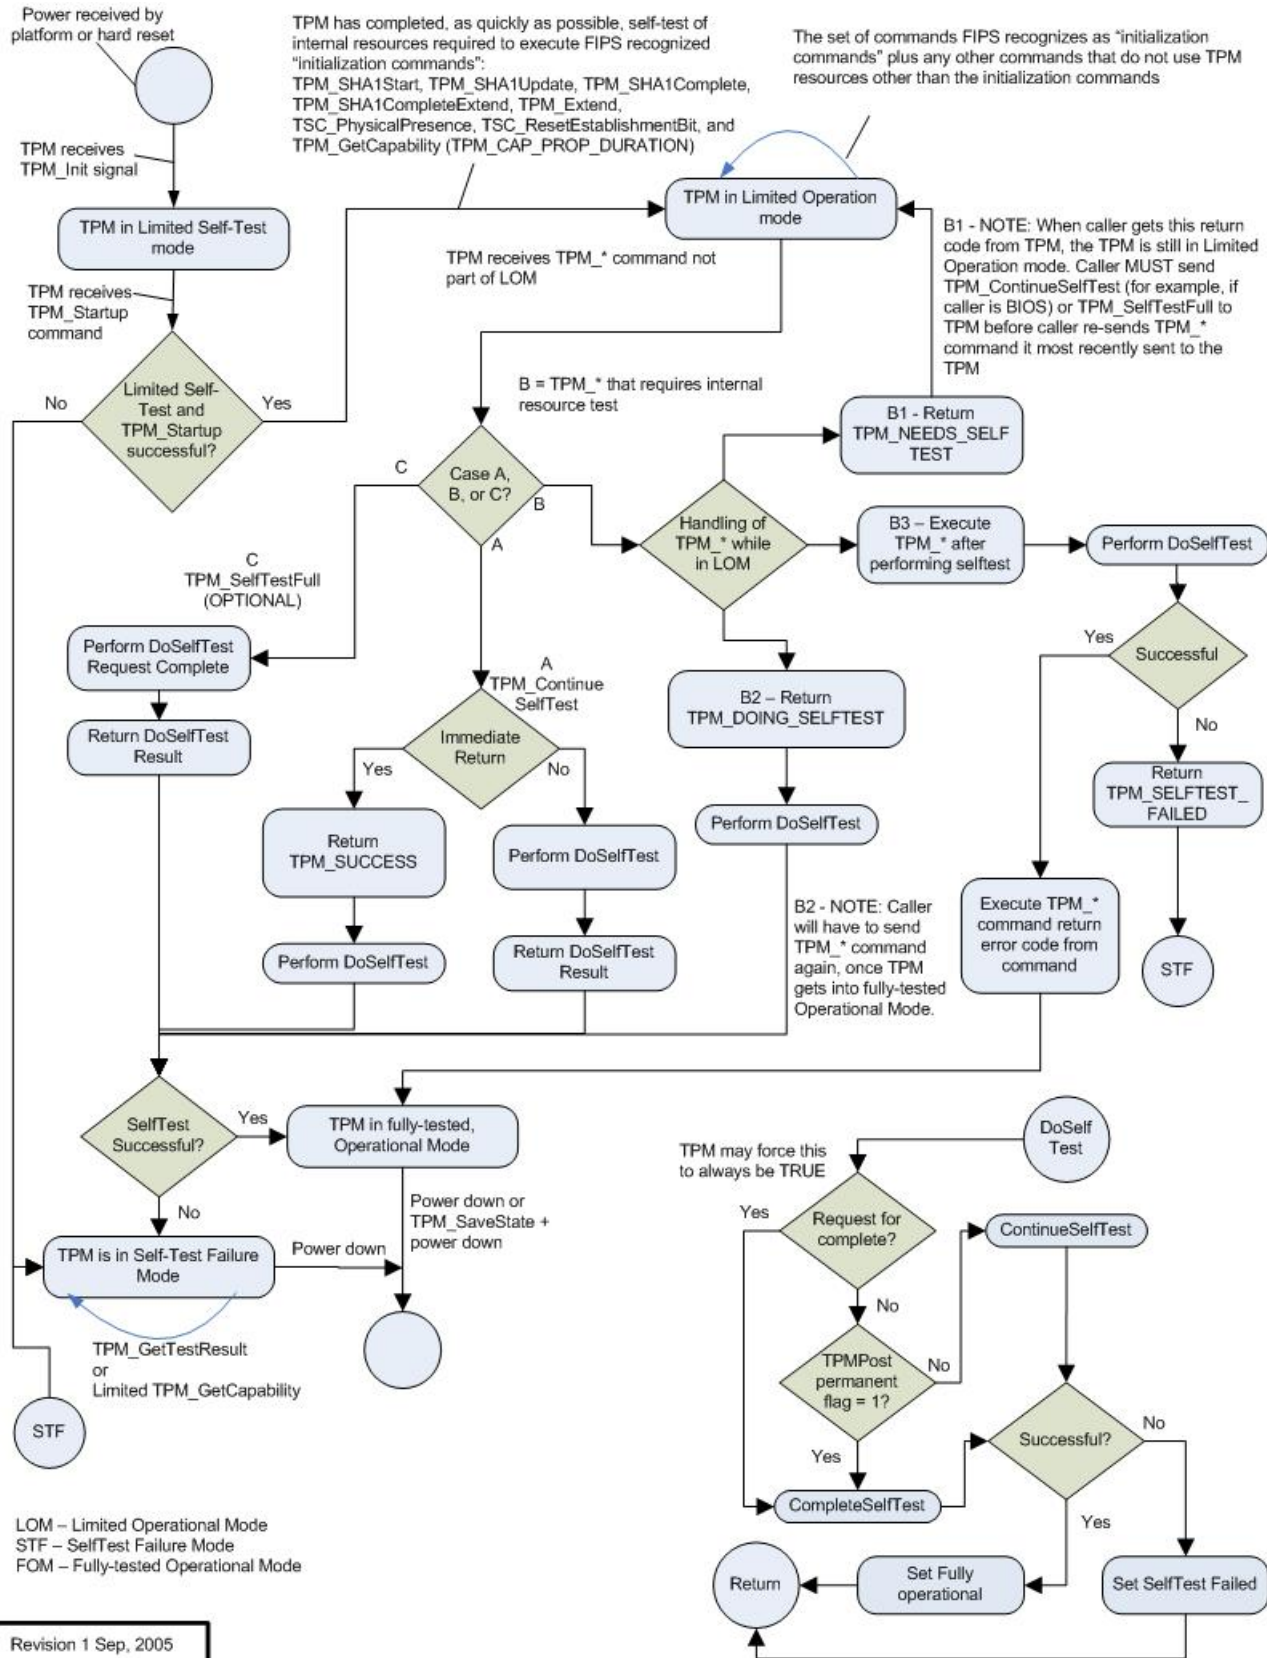 Power received by
platform or hard reset
TPM has completed, as quickly as possible, self-test of
internal resources required to execute FIPS recognized
“initialization commands”:
TPM_SHA1Start, TPM_SHA1Update, TPM_SHA1Complete,
TPM_SHA1CompleteExtend, TPM_Extend,
TSC_PhysicalPresence, TSC_ResetEstablishmentBit, and
TPM_GetCapability (TPM_CAP_PROP_DURATION)
The set of commands FIPS recognizes as “initialization
commands” plus any other commands that do not use TPM
resources other than the initialization commands
TPM receives
TPM_Init signal
TPM in Limited Self-Test
mode
TPM in Limited Operation
mode
TPM receives
TPM_Startup
command
TPM receives TPM_* command not
part of LOM
B1 - NOTE: When caller gets this return
code from TPM, the TPM is still in Limited
Operation mode. Caller MUST send
TPM_ContinueSelfTest (for example, if
caller is BIOS) or TPM_SelfTestFull to
TPM before caller re-sends TPM_*
command it most recently sent to the
TPM
No
Limited Self-
Test and
TPM_Startup
successful?
Yes
B = TPM_* that requires internal
resource test
B1 - Return
TPM_NEEDS_SELF
TEST
C
Case A,
B, or C?
B
A
Handling of
TPM_* while
in LOM
B3 – Execute
TPM_* after
performing selftest
Perform DoSelfTest
C
TPM_SelfTestFull
(OPTIONAL)
Perform DoSelfTest
Request Complete
Return DoSelfTest
Result
A
TPM_Continue
SelfTest
Immediate
Return
Yes
No
B2 – Return
TPM_DOING_SELFTEST
Yes
Successful
No
Return
TPM_SELFTEST_
FAILED
Return
TPM_SUCCESS
Perform DoSelfTest
Perform DoSelfTest
Perform DoSelfTest
Return DoSelfTest
Result
B2 - NOTE: Caller
will have to send
TPM_* command
again, once TPM
gets into fully-tested
Operational Mode.
Execute TPM_*
command return
error code from
command
STF
SelfTest
Successful?
Yes
TPM in fully-tested,
Operational Mode
No
TPM is in Self-Test Failure
Mode
Power down
Power down or
TPM_SaveState +
power down
TPM_GetTestResult
or
Limited TPM_GetCapability
STF
TPM may force this
to always be TRUE
DoSelf
Test
Yes
Request for
complete?
ContinueSelfTest
No
TPMPost
permanent
flag = 1?
No
Yes
Successful?
No
CompleteSelfTest
Yes
Return
Set Fully
operational
Set SelfTest Failed
LOM – Limited Operational Mode
STF – SelfTest Failure Mode
FOM – Fully-tested Operational Mode
Revision 1 Sep, 2005